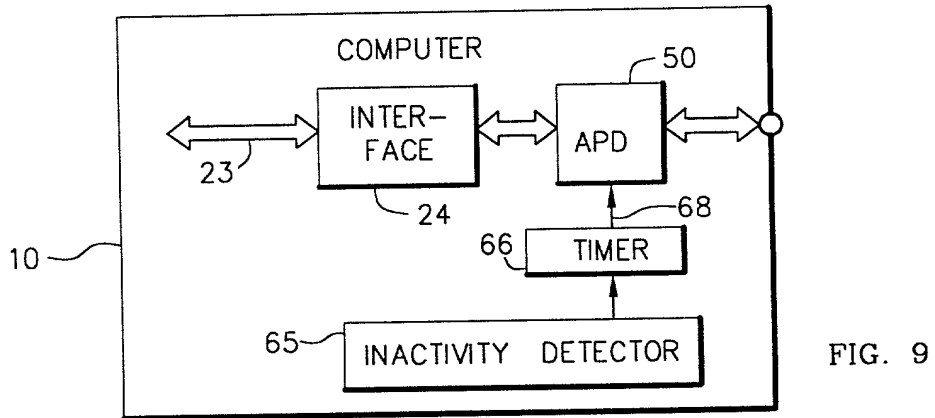 COMPUTER
50
INTER-
FACE
APD
23
24
68
10
66
TIMER
65
INACTIVITY DETECTOR
FIG. 9